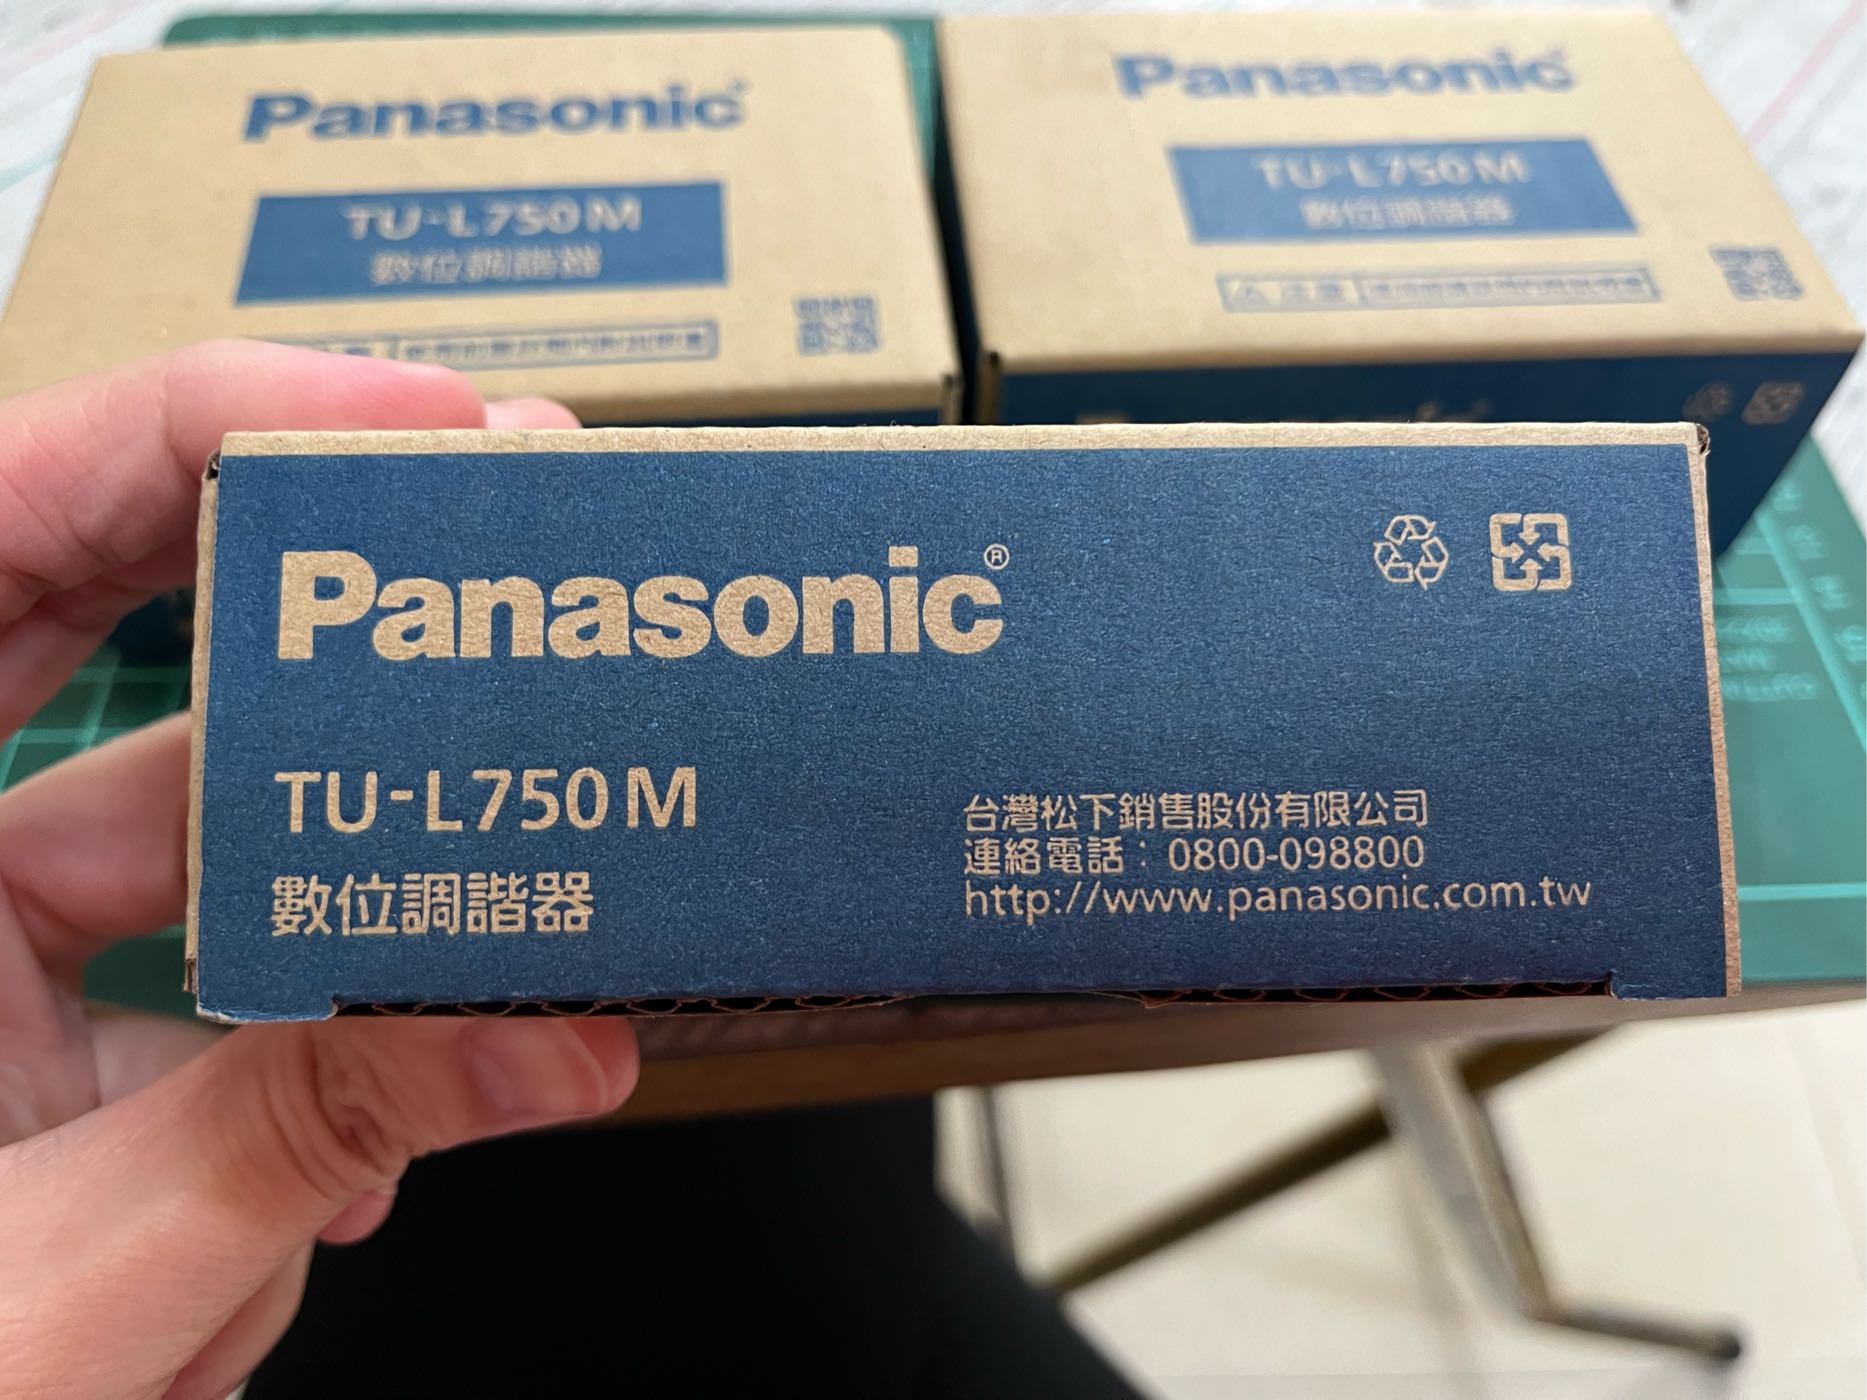 Panasonic
TU-L750M
數位調諧器
Panasonic
TU-L750M
數位調諧器
注意
Panasonic®
TU-L750M
數位調諧器
台灣松下銷售股份有限公司
連絡電話：0800-098800
http://www.panasonic.com.tw